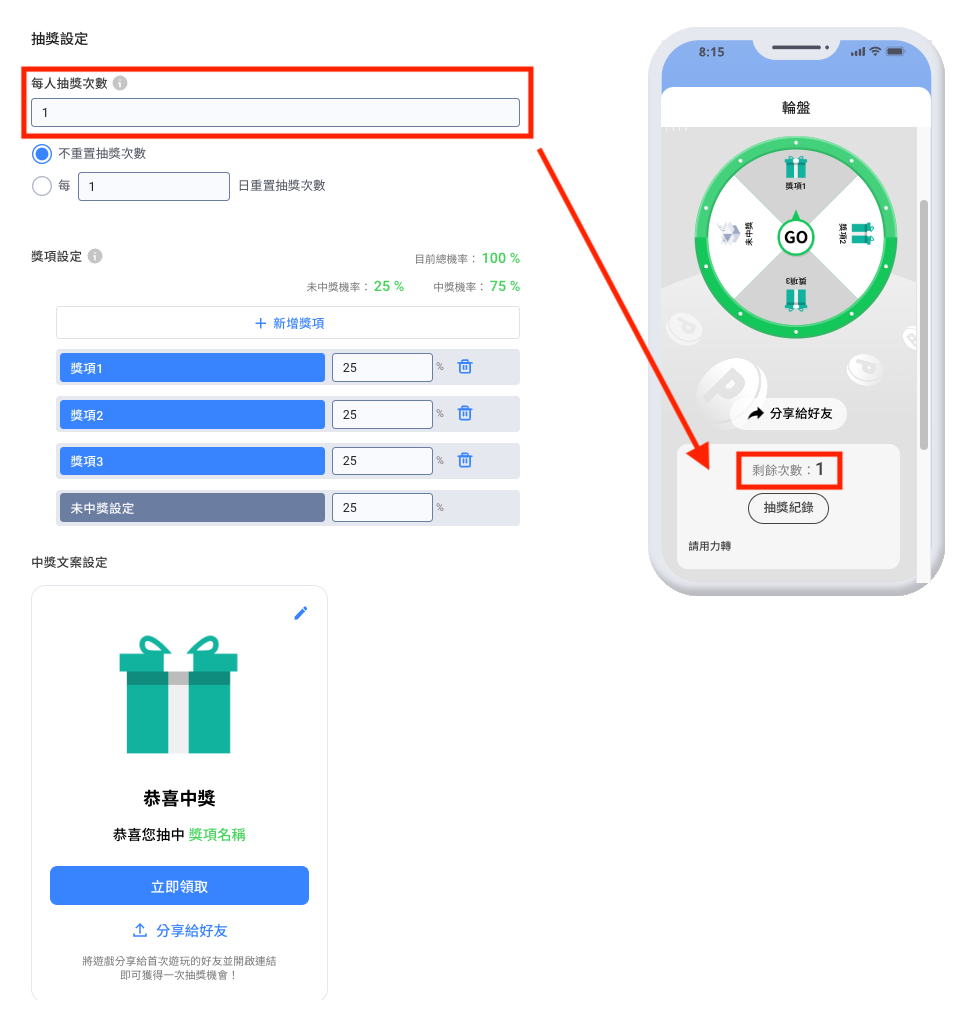 抽獎設定
每人抽獎次數
1
不重置抽獎次數
每 1 日重置抽獎次數
獎項設定
目前總機率： 100 %
未中獎機率： 25 % 中獎機率： 75 %
新增獎項
獎項1 25 %
獎項2 25 %
獎項3 25 %
未中獎設定 25 %
中獎文案設定
恭喜中獎
恭喜您抽中 獎項名稱
立即領取
分享給好友
將遊戲分享給首次遊玩的好友並開啟連結
即可獲得一次抽獎機會！
8:15
輪盤
獎項1
未中獎
GO
獎項2
獎項3
分享給好友
剩餘次數：1
抽獎紀錄
請用力轉